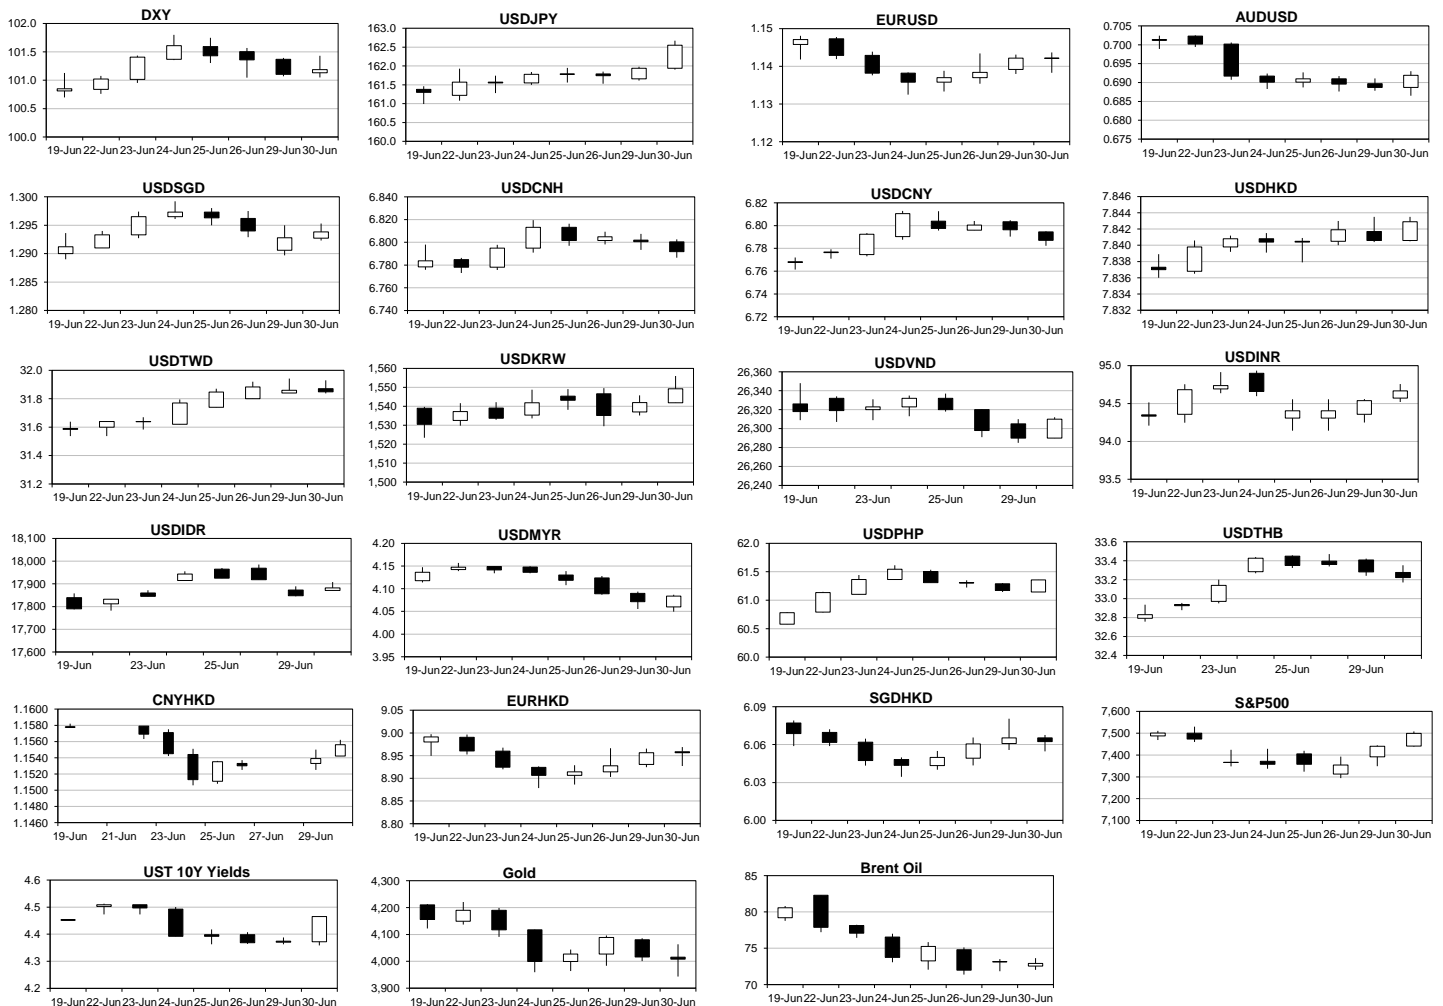 DXY
102.0
101.5
101.0
100.5
100.0
19-Jun 22-Jun 23-Jun 24-Jun 25-Jun 26-Jun 29-Jun 30-Jun
USDJPY
163.0
162.5
162.0
161.5
161.0
160.5
160.0
19-Jun 22-Jun 23-Jun 24-Jun 25-Jun 26-Jun 29-Jun 30-Jun
EURUSD
1.15
1.14
1.13
1.12
19-Jun 22-Jun 23-Jun 24-Jun 25-Jun 26-Jun 29-Jun 30-Jun
AUDUSD
0.705
0.700
0.695
0.690
0.685
0.680
0.675
19-Jun 22-Jun 23-Jun 24-Jun 25-Jun 26-Jun 29-Jun 30-Jun
USDSGD
1.300
1.295
1.290
1.285
1.280
19-Jun 22-Jun 23-Jun 24-Jun 25-Jun 26-Jun 29-Jun 30-Jun
USDCNH
6.840
6.820
6.800
6.780
6.760
6.740
19-Jun 22-Jun 23-Jun 24-Jun 25-Jun 26-Jun 29-Jun 30-Jun
USDCNY
6.82
6.80
6.78
6.76
6.74
6.72
19-Jun 22-Jun 23-Jun 24-Jun 25-Jun 26-Jun 29-Jun 30-Jun
USDHKD
7.846
7.844
7.842
7.840
7.838
7.836
7.834
7.832
19-Jun 22-Jun 23-Jun 24-Jun 25-Jun 26-Jun 29-Jun 30-Jun
USDTWD
32.0
31.8
31.6
31.4
31.2
19-Jun 22-Jun 23-Jun 24-Jun 25-Jun 26-Jun 29-Jun 30-Jun
USDKRW
1,560
1,550
1,540
1,530
1,520
1,510
1,500
19-Jun 22-Jun 23-Jun 24-Jun 25-Jun 26-Jun 29-Jun 30-Jun
USDVND
26,360
26,340
26,320
26,300
26,280
26,260
26,240
19-Jun 23-Jun 25-Jun 29-Jun
USDINR
95.0
94.5
94.0
93.5
19-Jun 22-Jun 23-Jun 24-Jun 25-Jun 26-Jun 29-Jun 30-Jun
USDIDR
18,100
18,000
17,900
17,800
17,700
17,600
19-Jun 23-Jun 25-Jun 29-Jun
USDMYR
4.20
4.15
4.10
4.05
4.00
3.95
19-Jun 22-Jun 23-Jun 24-Jun 25-Jun 26-Jun 29-Jun 30-Jun
USDPHP
62.0
61.5
61.0
60.5
60.0
19-Jun 22-Jun 23-Jun 24-Jun 25-Jun 26-Jun 29-Jun 30-Jun
USDTHB
33.6
33.4
33.2
33.0
32.8
32.6
32.4
19-Jun 23-Jun 25-Jun 29-Jun
CNYHKD
1.1600
1.1580
1.1560
1.1540
1.1520
1.1500
1.1480
1.1460
19-Jun 21-Jun 23-Jun 25-Jun 27-Jun 29-Jun
EURHKD
9.05
9.00
8.95
8.90
8.85
8.80
19-Jun 22-Jun 23-Jun 24-Jun 25-Jun 26-Jun 29-Jun 30-Jun
SGDHKD
6.09
6.06
6.03
6.00
19-Jun 22-Jun 23-Jun 24-Jun 25-Jun 26-Jun 29-Jun 30-Jun
S&P500
7,600
7,500
7,400
7,300
7,200
7,100
19-Jun 22-Jun 23-Jun 24-Jun 25-Jun 26-Jun 29-Jun 30-Jun
UST 10Y Yields
4.6
4.5
4.4
4.3
4.2
19-Jun 22-Jun 23-Jun 24-Jun 25-Jun 26-Jun 29-Jun 30-Jun
Gold
4,300
4,200
4,100
4,000
3,900
19-Jun 22-Jun 23-Jun 24-Jun 25-Jun 26-Jun 29-Jun 30-Jun
Brent Oil
85
80
75
70
19-Jun 22-Jun 23-Jun 24-Jun 25-Jun 26-Jun 29-Jun 30-Jun